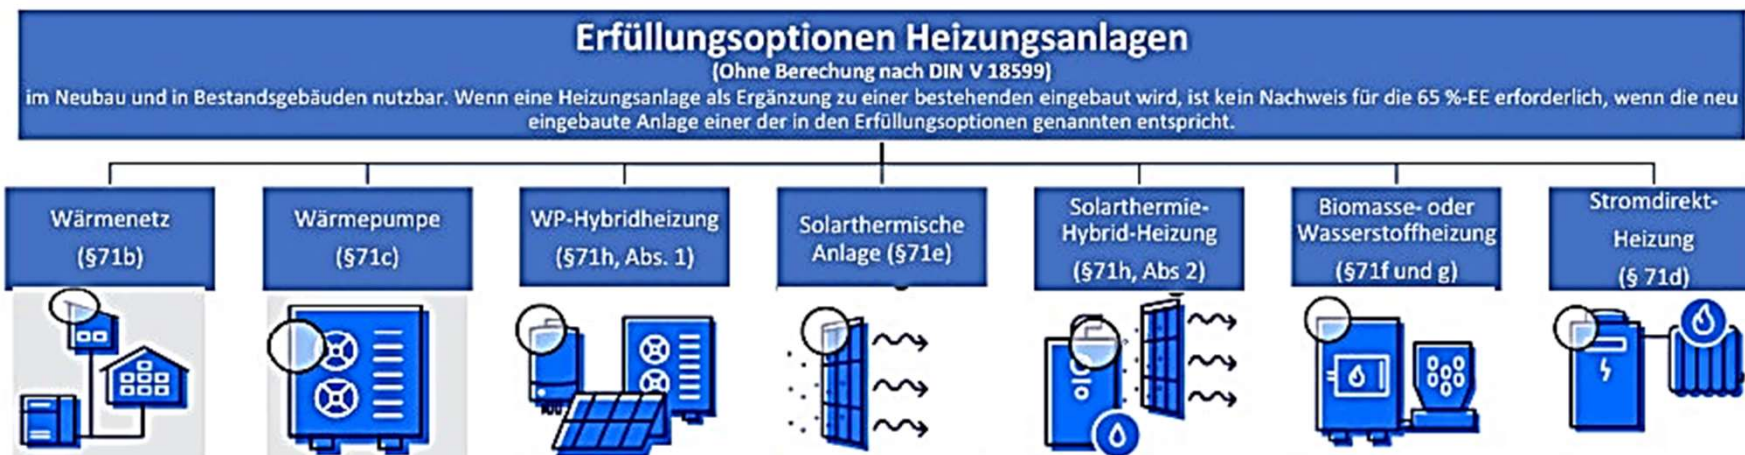 Erfüllungsoptionen Heizungsanlagen
(Ohne Berechung nach DIN V 18599)
im Neubau und in Bestandsgebäuden nutzbar. Wenn eine Heizungsanlage als Ergänzung zu einer bestehenden eingebaut wird, ist kein Nachweis für die 65 %-EE erforderlich, wenn die neu
eingebaute Anlage einer der in den Erfüllungsoptionen genannten entspricht.
Wärmenetz
(§71b)
Wärmepumpe
(§71c)
WP-Hybridheizung
(§71h, Abs. 1)
Solarthermische
Anlage (§71e)
Solarthermie-
Hybrid-Heizung
(§71h, Abs 2)
Biomasse- oder
Wasserstoffheizung
(§71f und g)
Stromdirekt-
Heizung
(§ 71d)